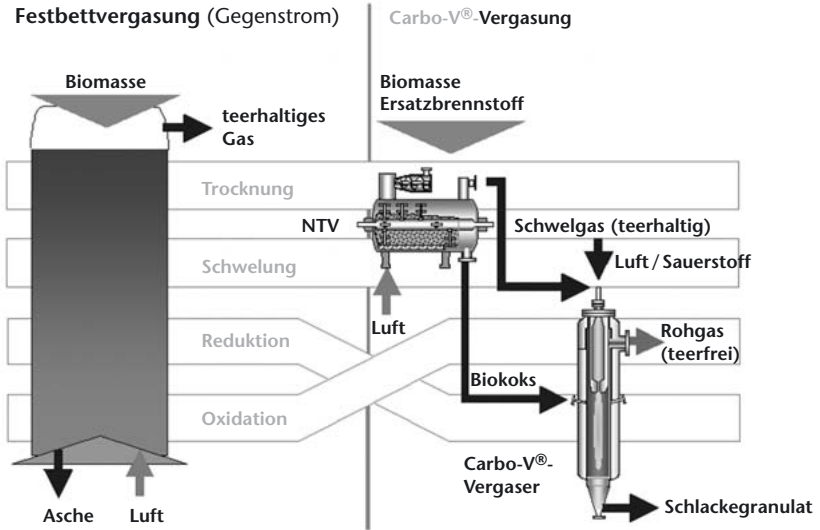 Festbettvergasung (Gegenstrom)
Carbo-V®-Vergasung
Biomasse
teerhaltiges
Gas
Biomasse
Ersatzbrennstoff
Trocknung
NTV
Schwelgas (teerhaltig)
Schwelung
Luft / Sauerstoff
Luft
Reduktion
Rohgas
(teerfrei)
Biokoks
Oxidation
Carbo-V®-
Vergaser
Asche
Luft
Schlackegranulat